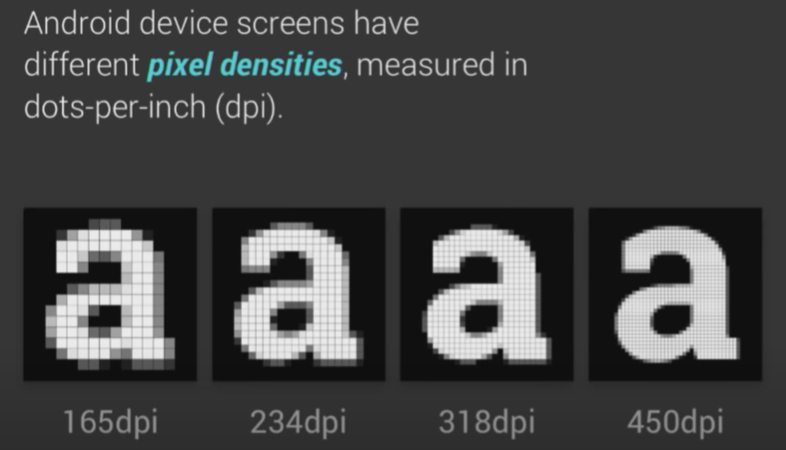 Android device screens have
different pixel densities, measured in
dots-per-inch (dpi).
a a a a
165dpi 234dpi 318dpi 450dpi